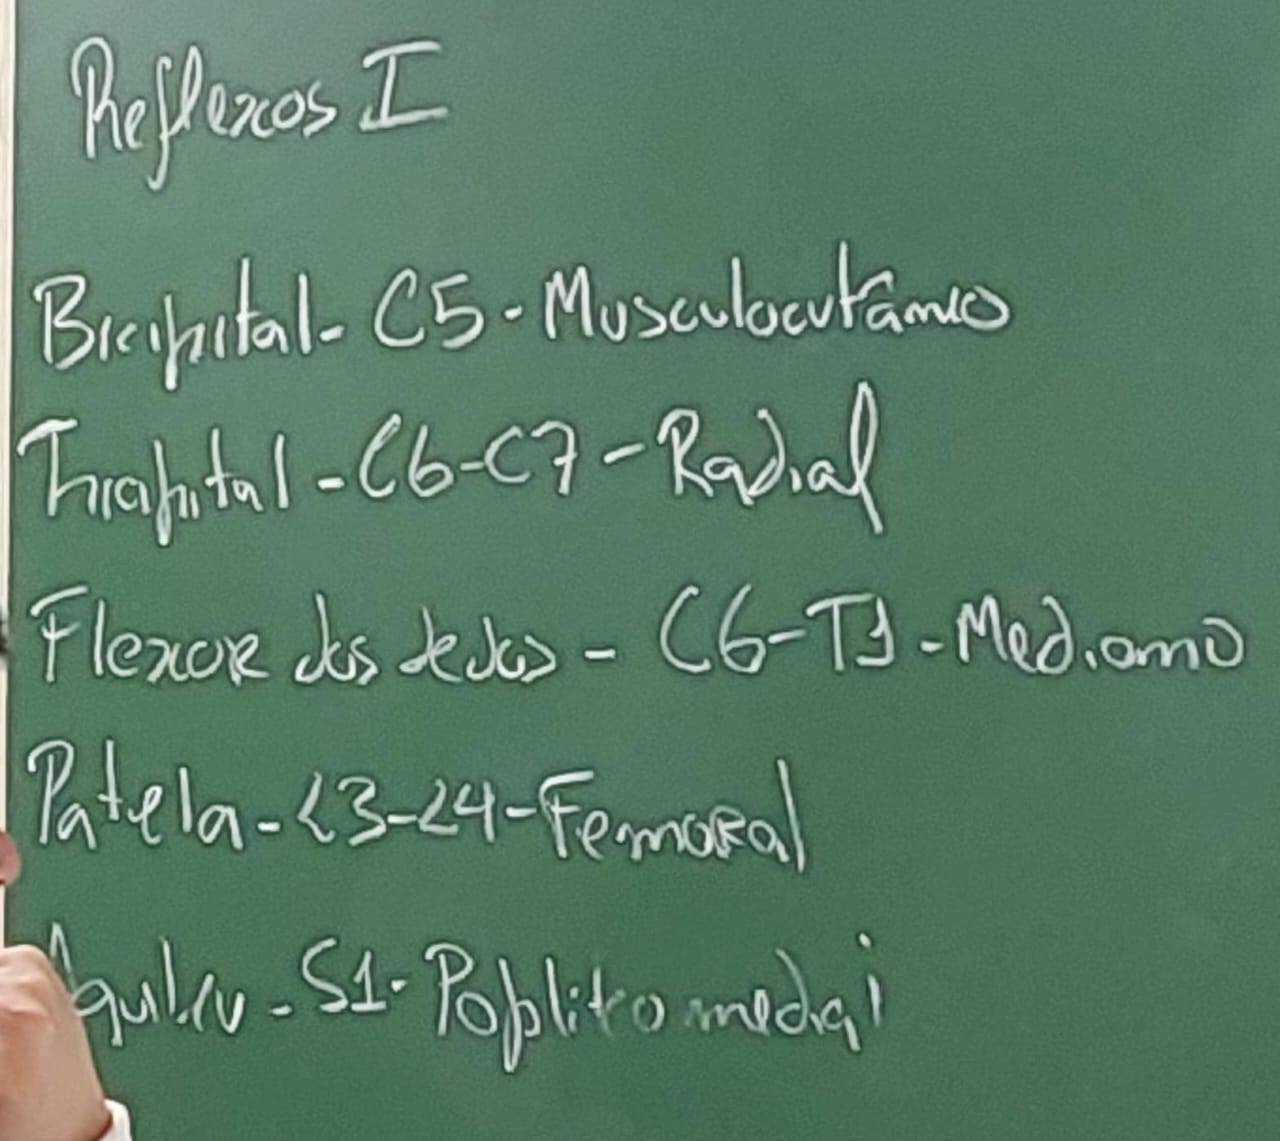 Reflexos I
Bicipital - C5 - Musculocutâneo
Tricipital - C6-C7 - Radial
Flexor dos dedos - C6-T1 - Mediano
Patela - L3-L4 - Femoral
Aquileu - S1 - Poplíteo medial